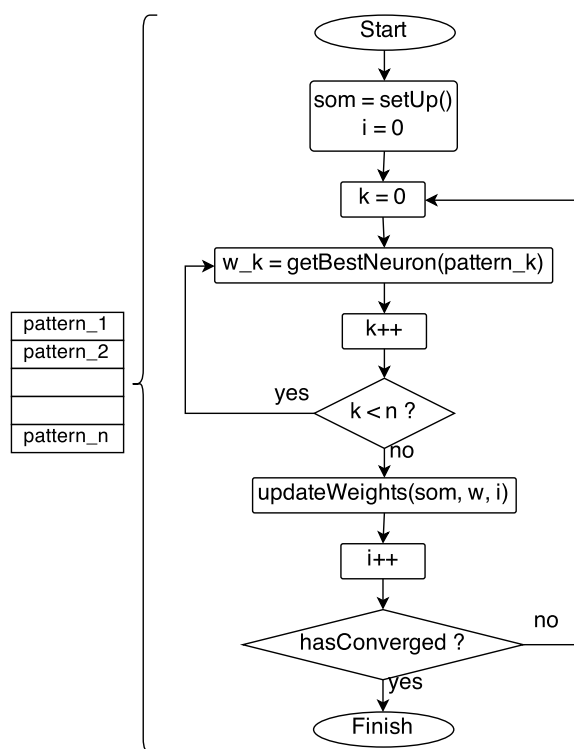 Start
som = setUp()
i = 0
k = 0
w_k = getBestNeuron(pattern_k)
k++
yes
k < n ?
no
updateWeights(som, w, i)
i++
hasConverged ?
no
yes
Finish
pattern_1
pattern_2
pattern_n